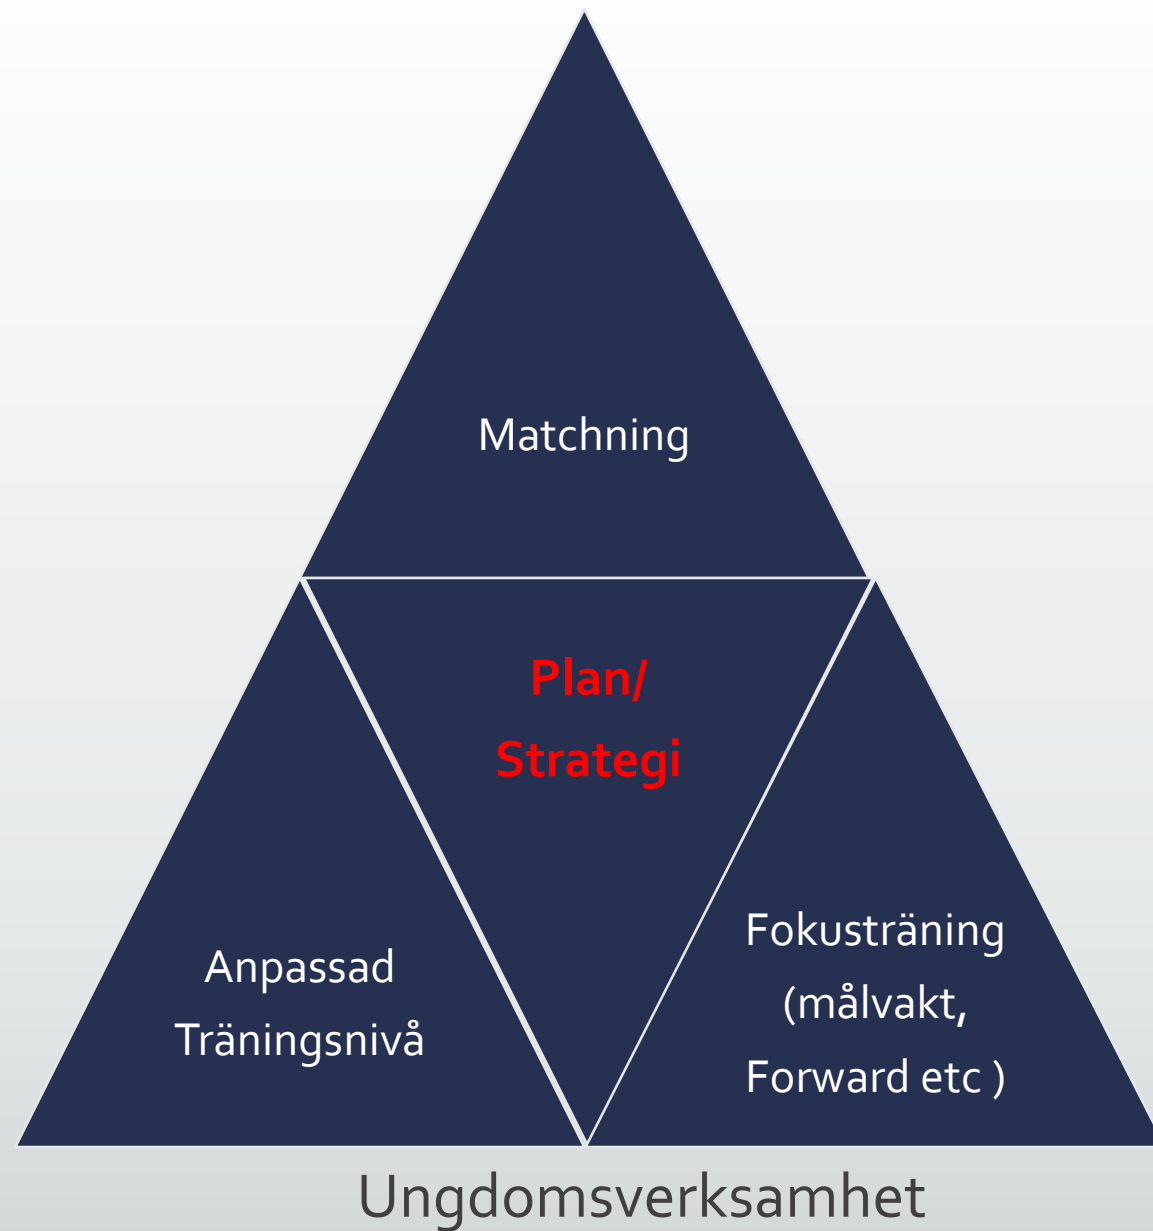 Matchning
Plan/
Strategi
Anpassad
Träningsnivå
Fokusträning
(målvakt,
Forward etc )
Ungdomsverksamhet